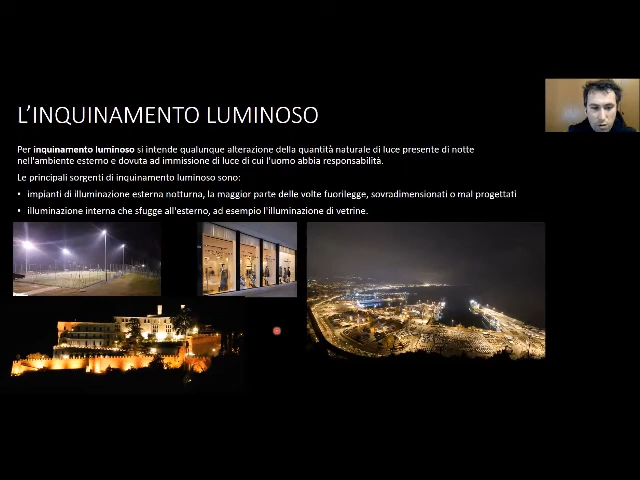 L'INQUINAMENTO LUMINOSO
Per inquinamento luminoso si intende qualunque alterazione della quantità naturale di luce presente di notte
nell'ambiente esterno e dovuta ad immissione di luce di cui l'uomo abbia responsabilità.
Le principali sorgenti di inquinamento luminoso sono:
• impianti di illuminazione esterna notturna, la maggior parte delle volte fuorilegge, sovradimensionati o mal progettati
• illuminazione interna che sfugge all'esterno, ad esempio l'illuminazione di vetrine.